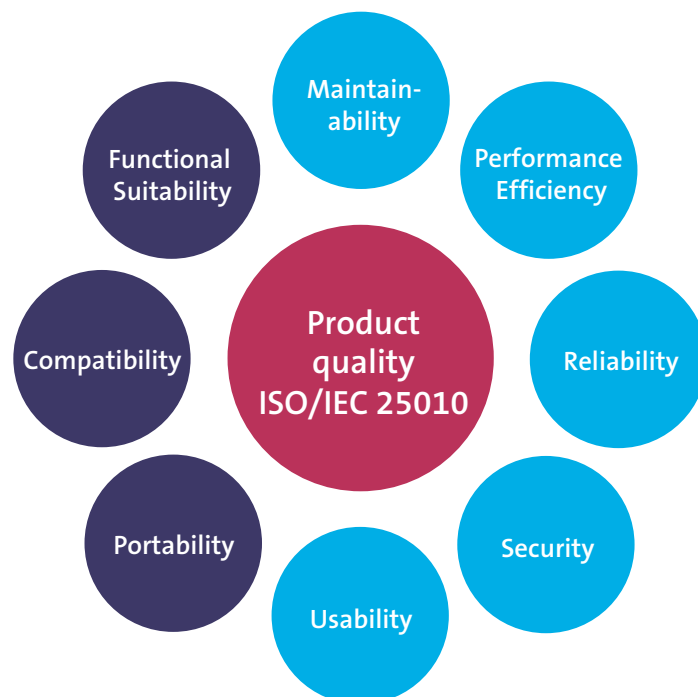 Maintain-
ability
Functional
Suitability
Performance
Efficiency
Product
quality
ISO/IEC 25010
Compatibility
Reliability
Portability
Security
Usability